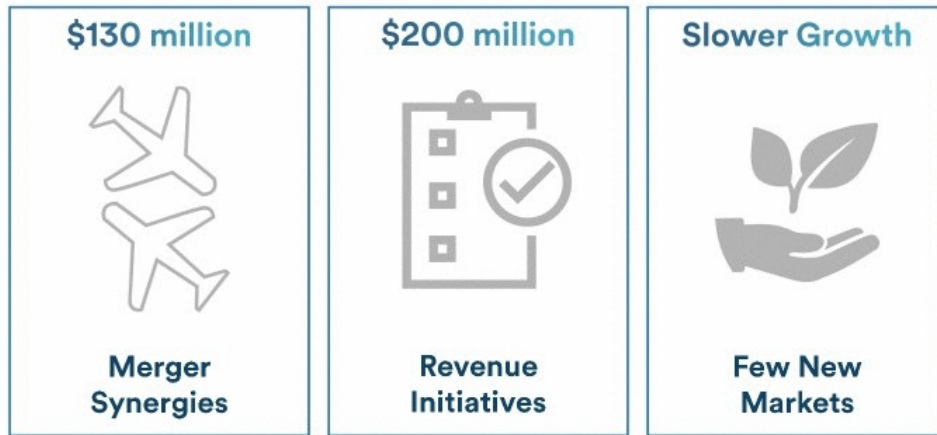 $130 million
Merger
Synergies
$200 million
Revenue
Initiatives
Slower Growth
Few New
Markets